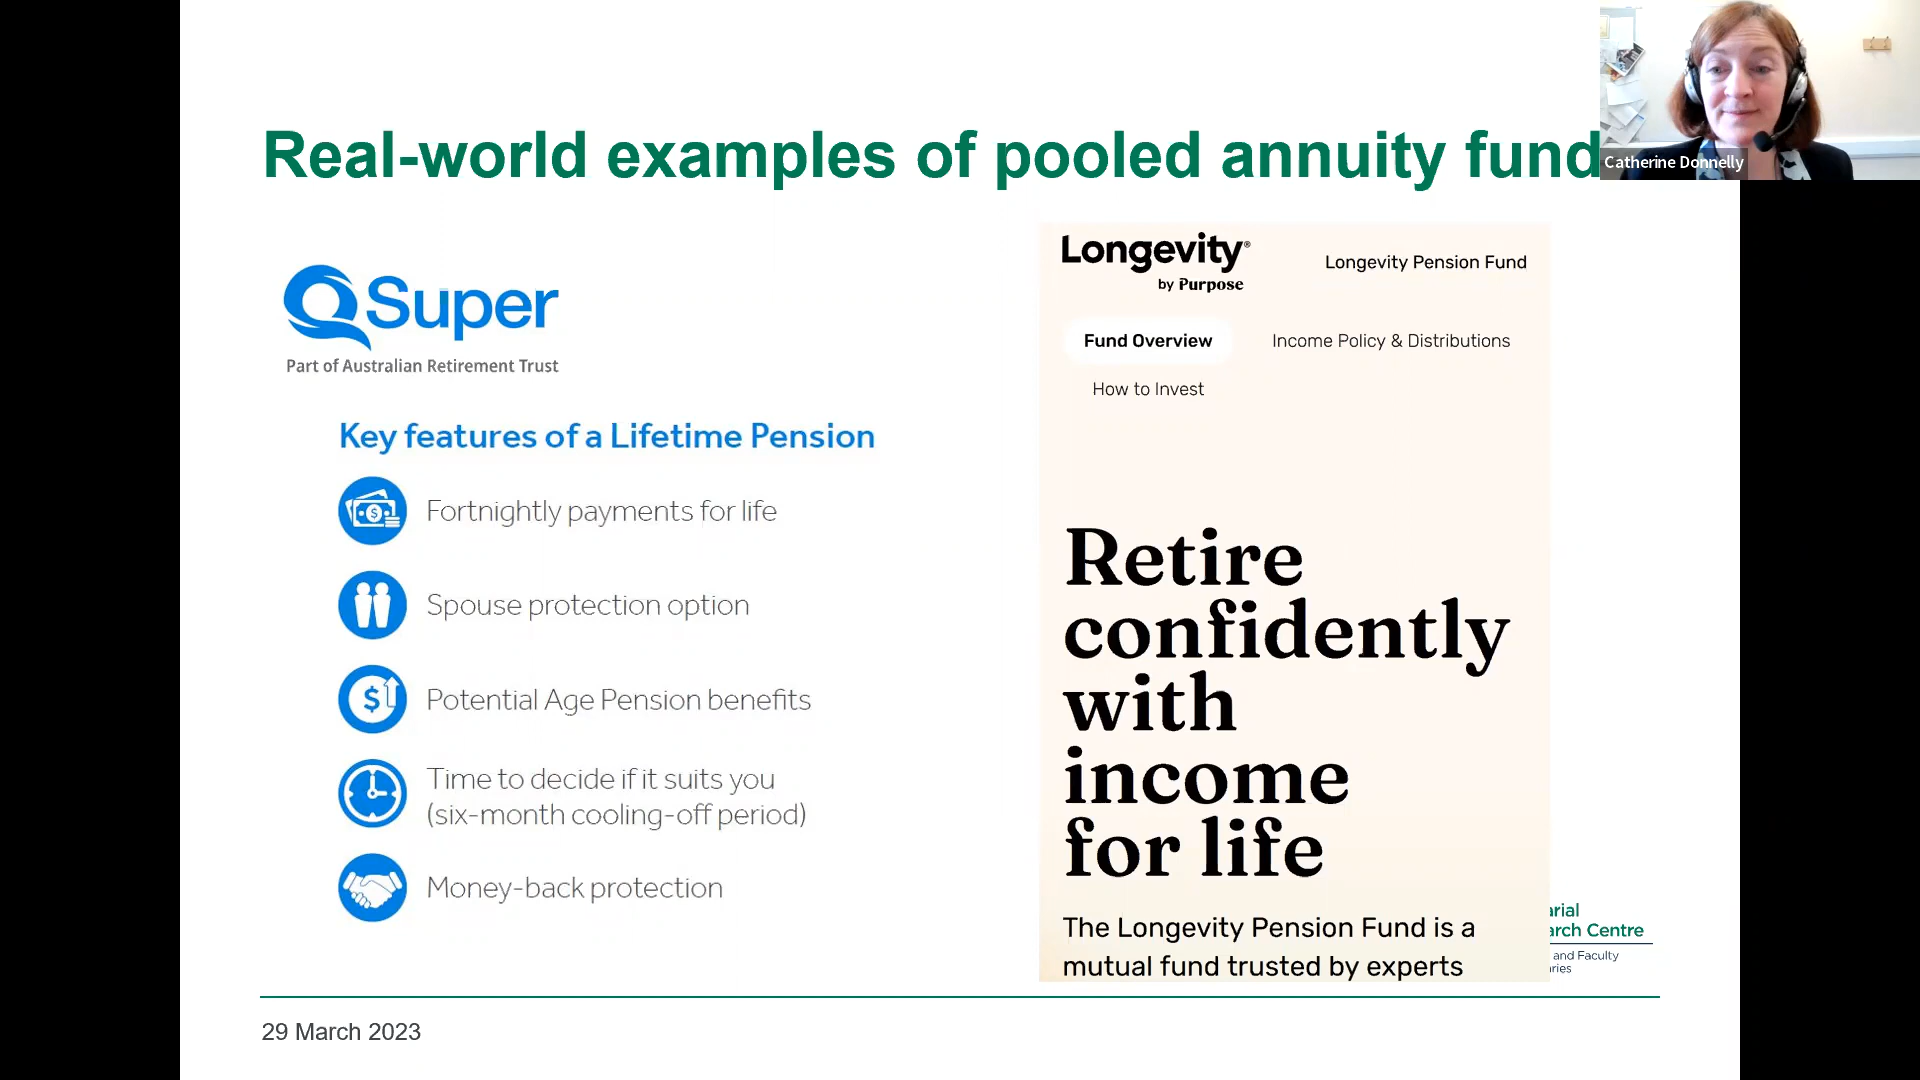 Real-world examples of pooled annuity fund
Catherine Donnelly
QSuper
Part of Australian Retirement Trust
Key features of a Lifetime Pension
Fortnightly payments for life
Spouse protection option
Potential Age Pension benefits
Time to decide if it suits you
(six-month cooling-off period)
Money-back protection
Longevity®
by Purpose
Longevity Pension Fund
Fund Overview
Income Policy & Distributions
How to Invest
Retire
confidently
with
income
for life
The Longevity Pension Fund is a
mutual fund trusted by experts
arial
arch Centre
and Faculty
ries
29 March 2023